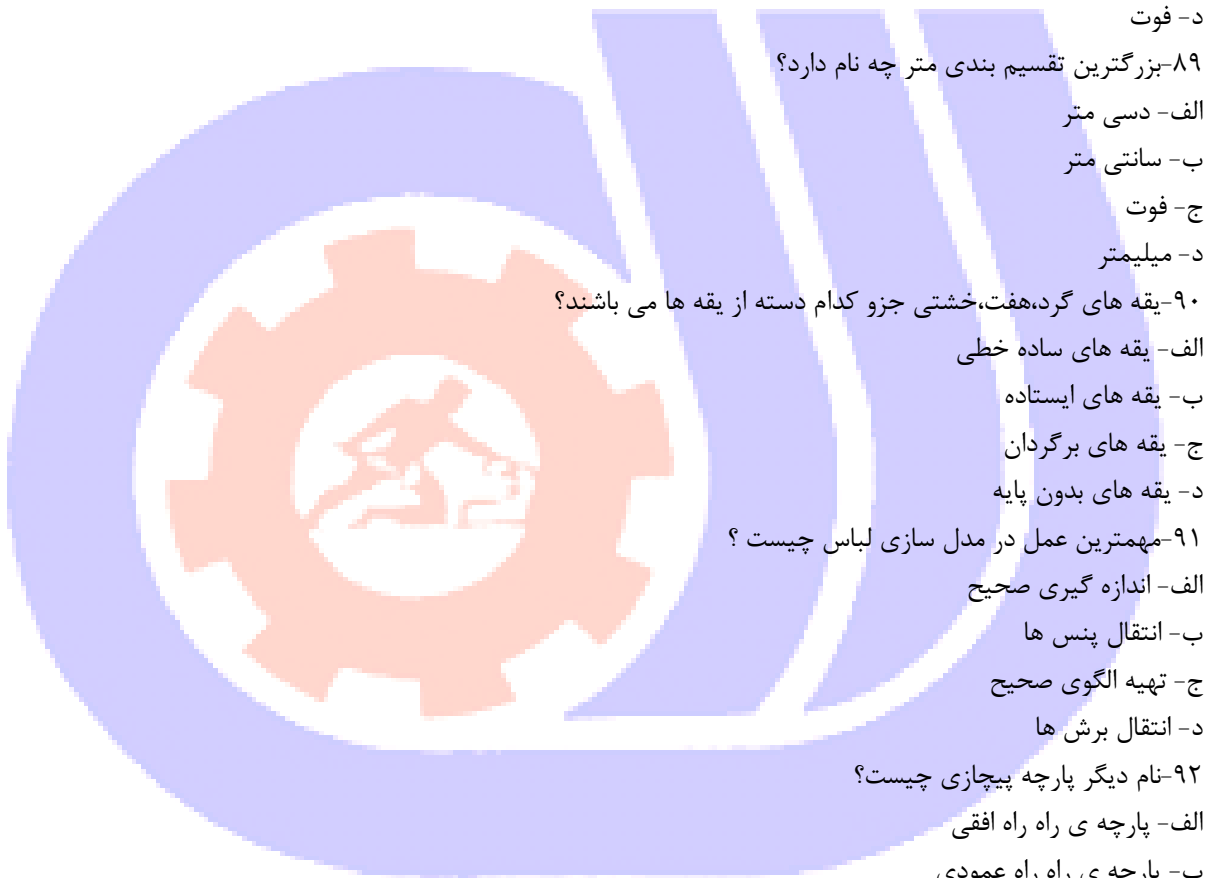 د- فوت
۸۹-بزرگترین تقسیم بندی متر چه نام دارد؟
الف- دسی متر
ب- سانتی متر
ج- فوت
د- میلیمتر
۹۰-یقه های گرد،هفت،خشتی جزو کدام دسته از یقه ها می باشند؟
الف- یقه های ساده خطی
ب- یقه های ایستاده
ج- یقه های برگردان
د- یقه های بدون پایه
۹۱-مهمترین عمل در مدل سازی لباس چیست ؟
الف- اندازه گیری صحیح
ب- انتقال پنس ها
ج- تهیه الگوی صحیح
د- انتقال برش ها
۹۲-نام دیگر پارچه پیچازی چیست؟
الف- پارچه ی راه راه افقی
ب- پارچه ی راه راه عمودی